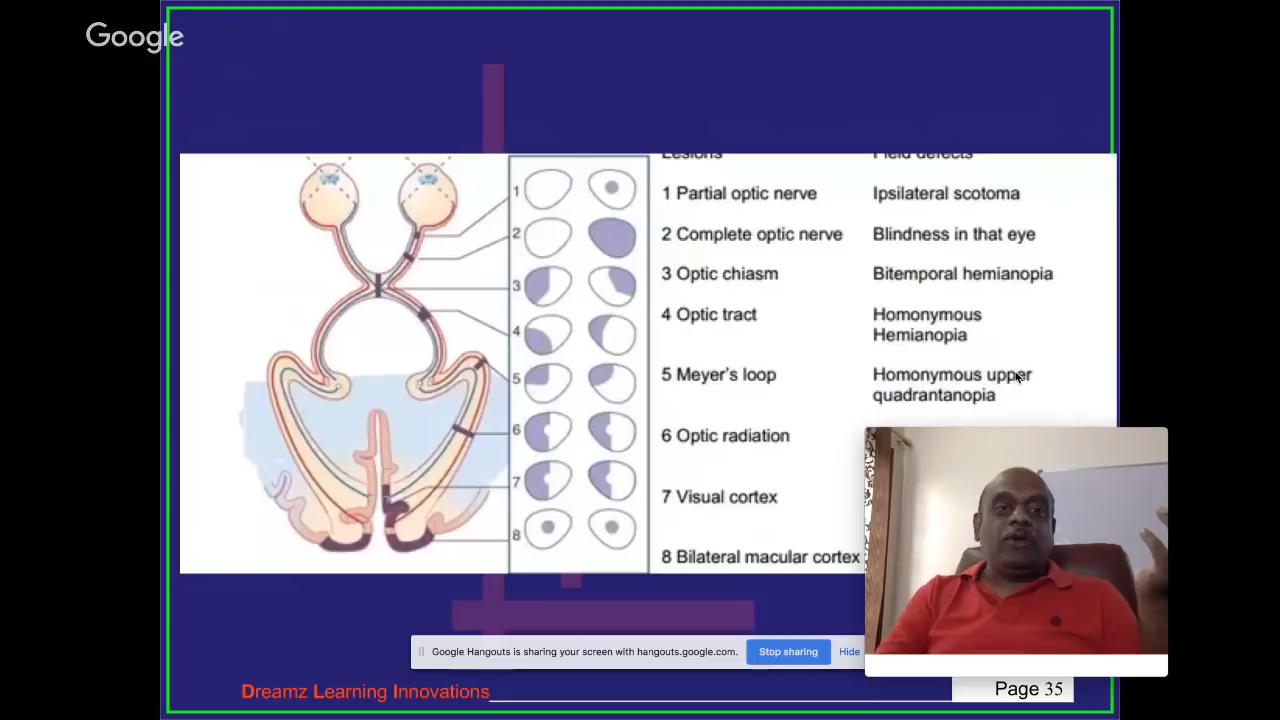 Google
Lesions Field defects
1 1 Partial optic nerve Ipsilateral scotoma
2 2 Complete optic nerve Blindness in that eye
3 3 Optic chiasm Bitemporal hemianopia
4 4 Optic tract Homonymous
Hemianopia
5 5 Meyer's loop Homonymous upper
quadrantanopia
6 6 Optic radiation
7 7 Visual cortex
8 8 Bilateral macular cortex
Google Hangouts is sharing your screen with hangouts.google.com. Stop sharing Hide
Dreamz Learning Innovations Page 35